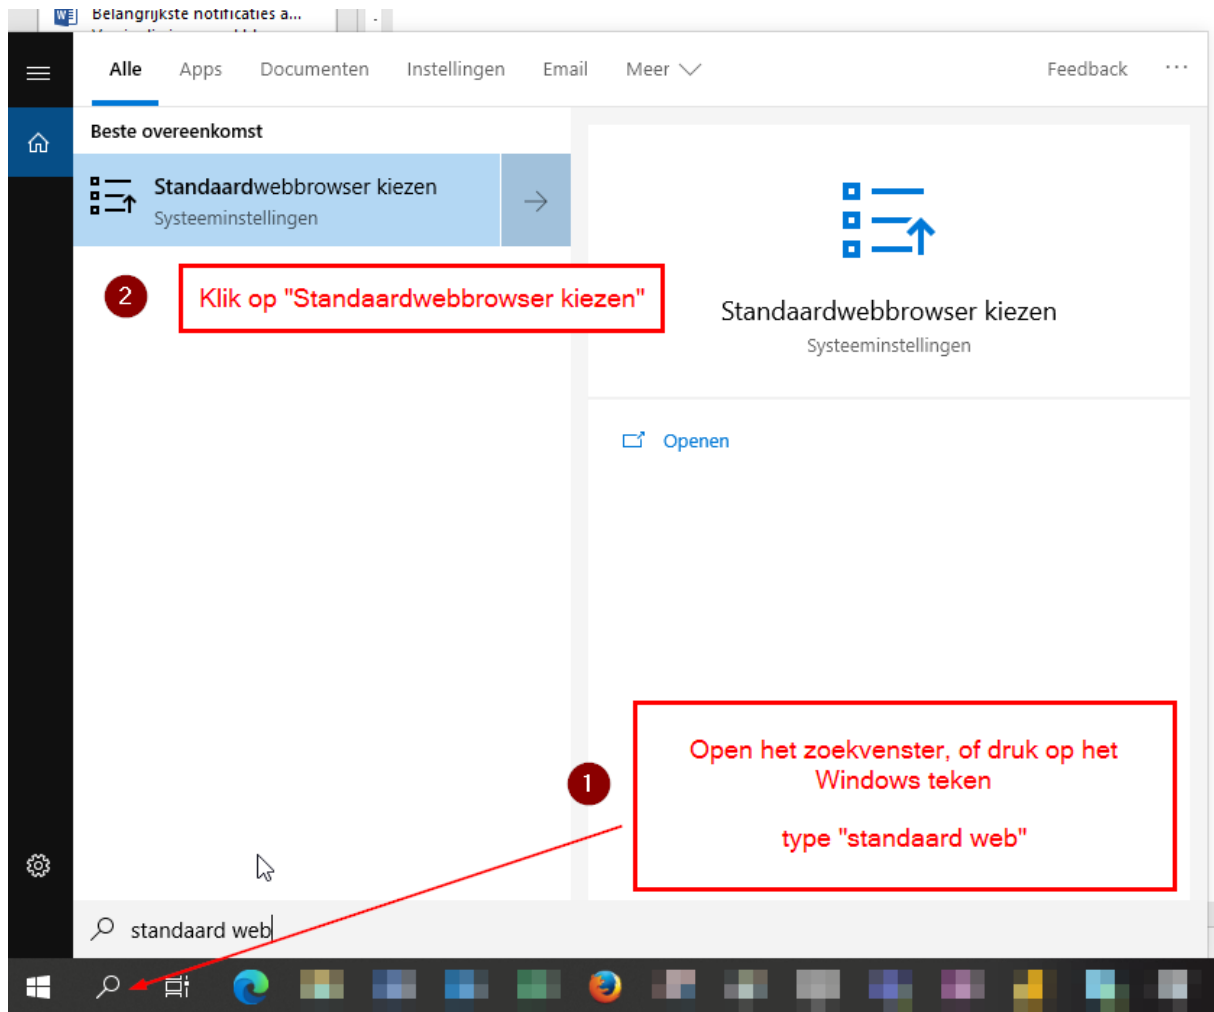 Belangrijkste notificaties a...
Alle Apps Documenten Instellingen Email Meer Feedback ...
Beste overeenkomst
Standaardwebbrowser kiezen
Systeeminstellingen
2 Klik op "Standaardwebbrowser kiezen"
Standaardwebbrowser kiezen
Systeeminstellingen
Openen
1 Open het zoekvenster, of druk op het
Windows teken
type "standaard web"
standaard web